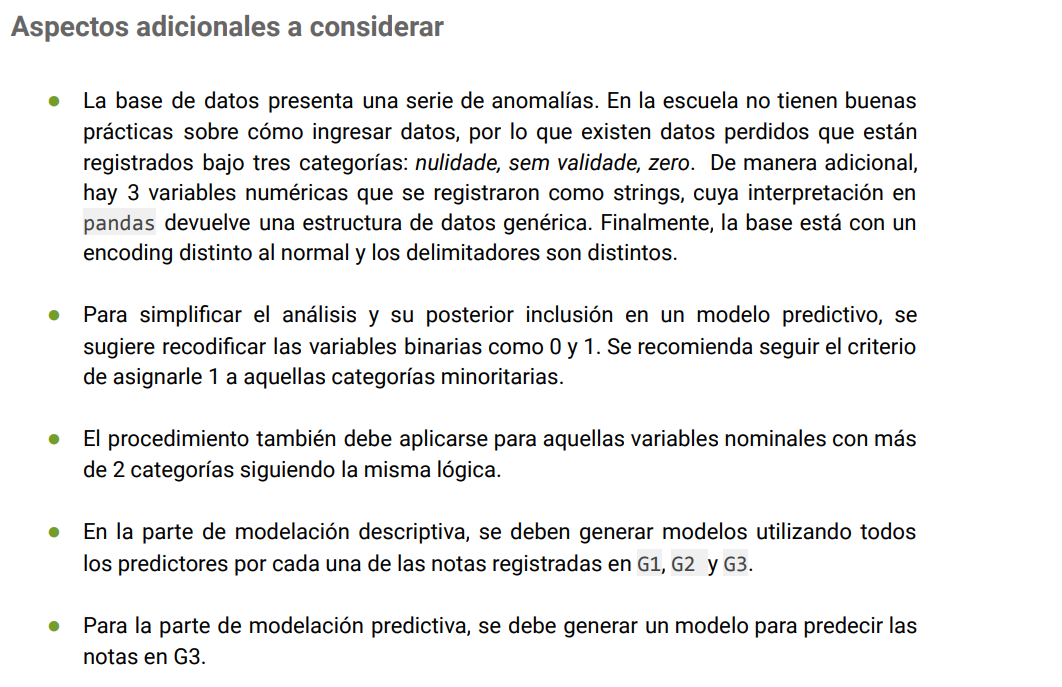 Aspectos adicionales a considerar
● La base de datos presenta una serie de anomalías. En la escuela no tienen buenas
prácticas sobre cómo ingresar datos, por lo que existen datos perdidos que están
registrados bajo tres categorías: nulidade, sem validade, zero. De manera adicional,
hay 3 variables numéricas que se registraron como strings, cuya interpretación en
pandas devuelve una estructura de datos genérica. Finalmente, la base está con un
encoding distinto al normal y los delimitadores son distintos.
● Para simplificar el análisis y su posterior inclusión en un modelo predictivo, se
sugiere recodificar las variables binarias como 0 y 1. Se recomienda seguir el criterio
de asignarle 1 a aquellas categorías minoritarias.
● El procedimiento también debe aplicarse para aquellas variables nominales con más
de 2 categorías siguiendo la misma lógica.
● En la parte de modelación descriptiva, se deben generar modelos utilizando todos
los predictores por cada una de las notas registradas en G1, G2 y G3.
● Para la parte de modelación predictiva, se debe generar un modelo para predecir las
notas en G3.